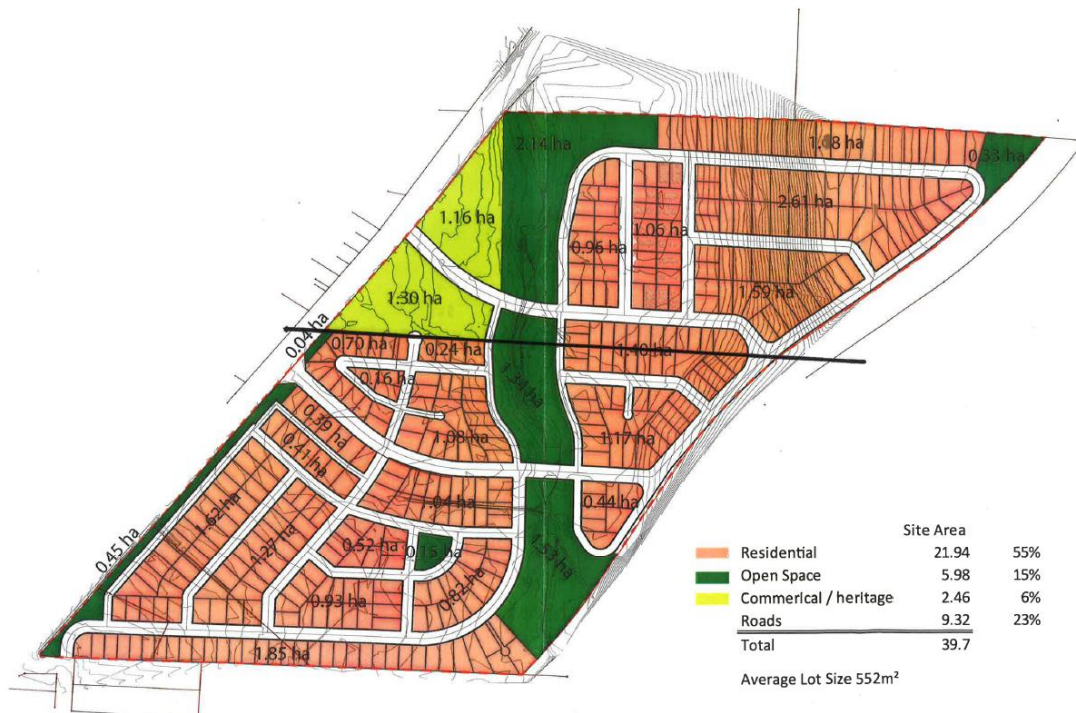 2.14 ha
1.48 ha
0.33 ha
1.16 ha
2.61 ha
0.96 ha
1.05 ha
1.30 ha
1.59 ha
0.04 ha
0.70 ha
0.24 ha
1.40 ha
0.16 ha
1.34 ha
0.39 ha
1.08 ha
1.17 ha
0.41 ha
1.62 ha
1.04 ha
0.44 ha
0.45 ha
1.27 ha
0.52 ha
0.15 ha
1.53 ha
0.82 ha
0.93 ha
1.85 ha
Site Area
Residential 21.94 55%
Open Space 5.98 15%
Commerical / heritage 2.46 6%
Roads 9.32 23%
Total 39.7
Average Lot Size 552m²